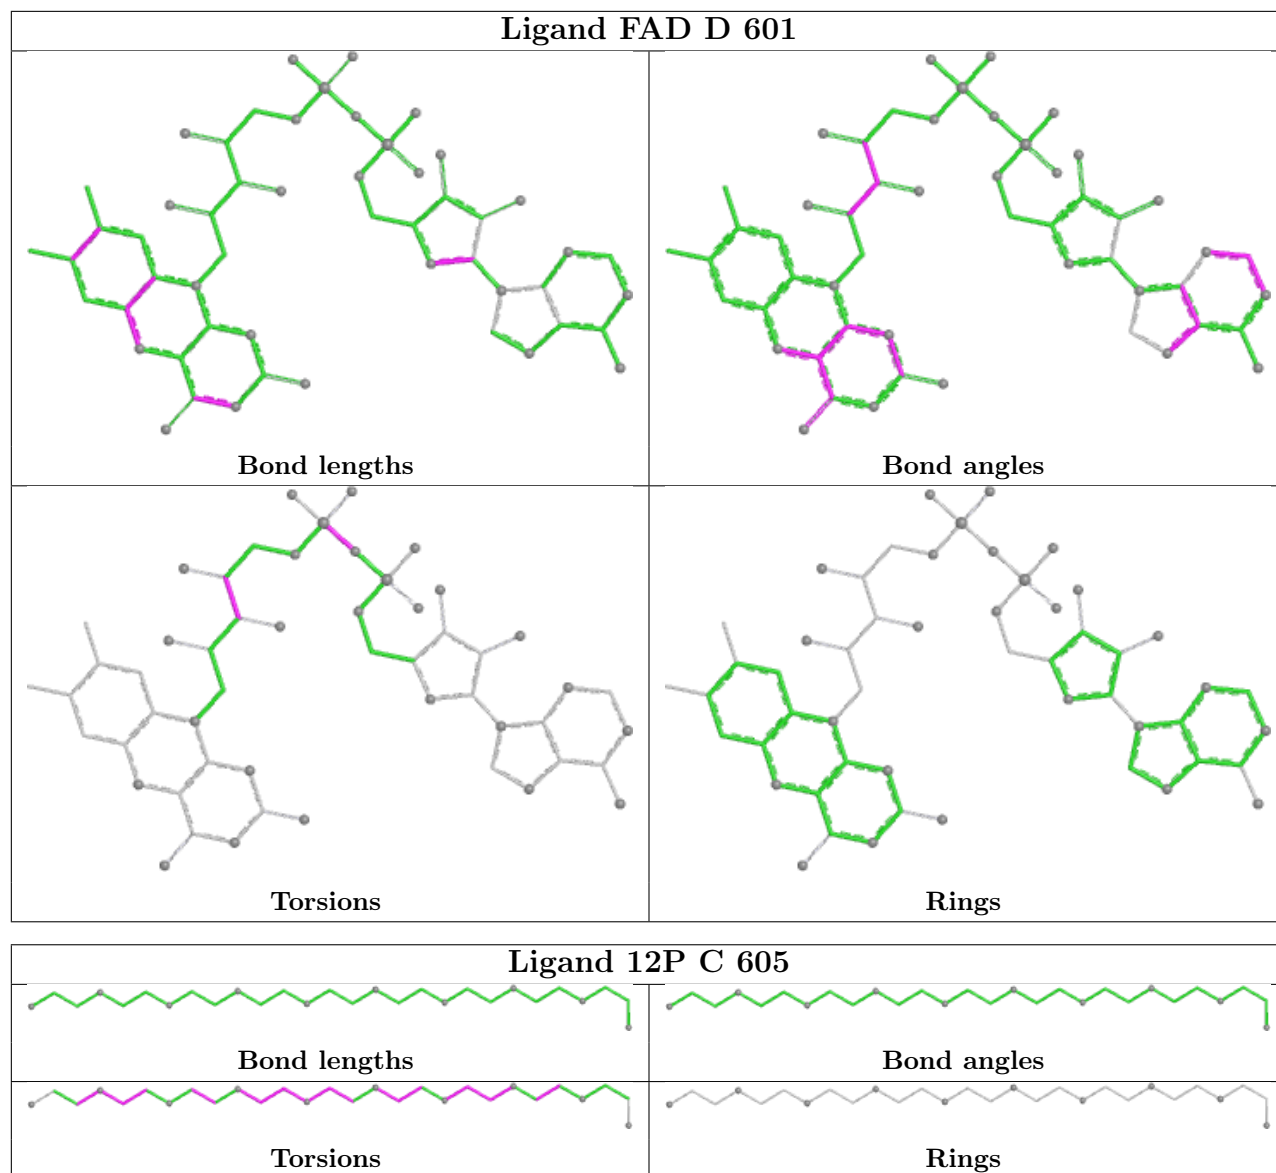 Ligand FAD D 601
Bond lengths
Bond angles
Torsions
Rings
Ligand 12P C 605
Bond lengths
Bond angles
Torsions
Rings